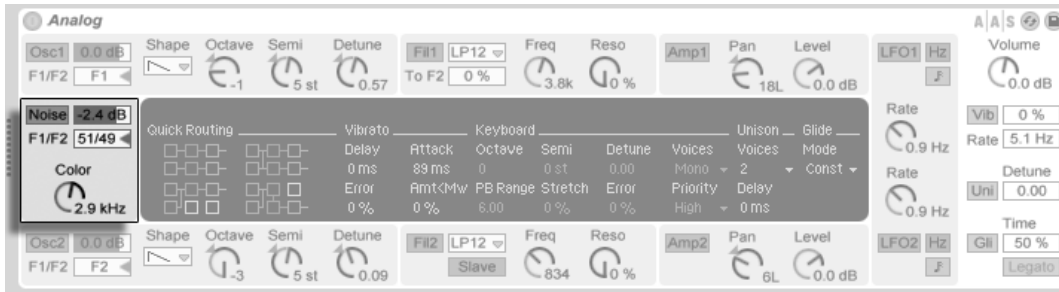 Analog A|A|S
Osc1 0.0 dB Shape Octave Semi Detune Fil1 LP12 Freq Reso Amp1 Pan Level LFO1 Hz Volume
F1/F2 F1 -1 5 st 0.57 To F2 0 % 3.8k 0 % 18L 0.0 dB 0.0 dB
Noise -2.4 dB Quick Routing Vibrato Keyboard Unison Glide Rate Vib 0 %
F1/F2 51/49 Delay Attack Octave Semi Detune Voices Voices Mode 0.9 Hz Rate 5.1 Hz
0 ms 89 ms 0 0 st 0.00 Mono 2 Const
Color Error Amt<Mw PB Range Stretch Error Priority Delay Rate Detune
2.9 kHz 0 % 0 % 6.00 0 % 0 % High 0 ms 0.9 Hz Uni 0.00
Osc2 0.0 dB Shape Octave Semi Detune Fil2 LP12 Freq Reso Amp2 Pan Level LFO2 Hz Time
Gli 50 %
F1/F2 F2 -3 5 st 0.09 Slave 834 0 % 6L 0.0 dB Legato